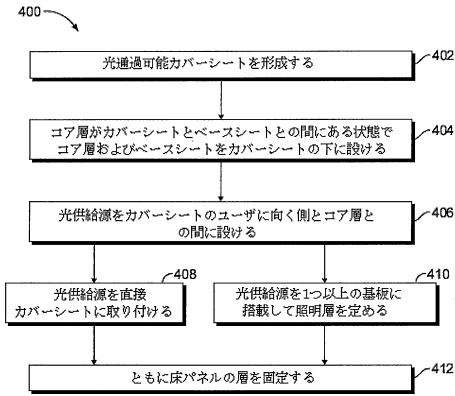 400
光通過可能カバーシートを形成する
402
コア層がカバーシートとベースシートとの間にある状態で
コア層およびベースシートをカバーシートの下に設ける
404
光供給源をカバーシートのユーザに向く側とコア層と
の間に設ける
406
光供給源を直接
カバーシートに取り付ける
408
光供給源を1つ以上の基板に
搭載して照明層を定める
410
ともに床パネルの層を固定する
412